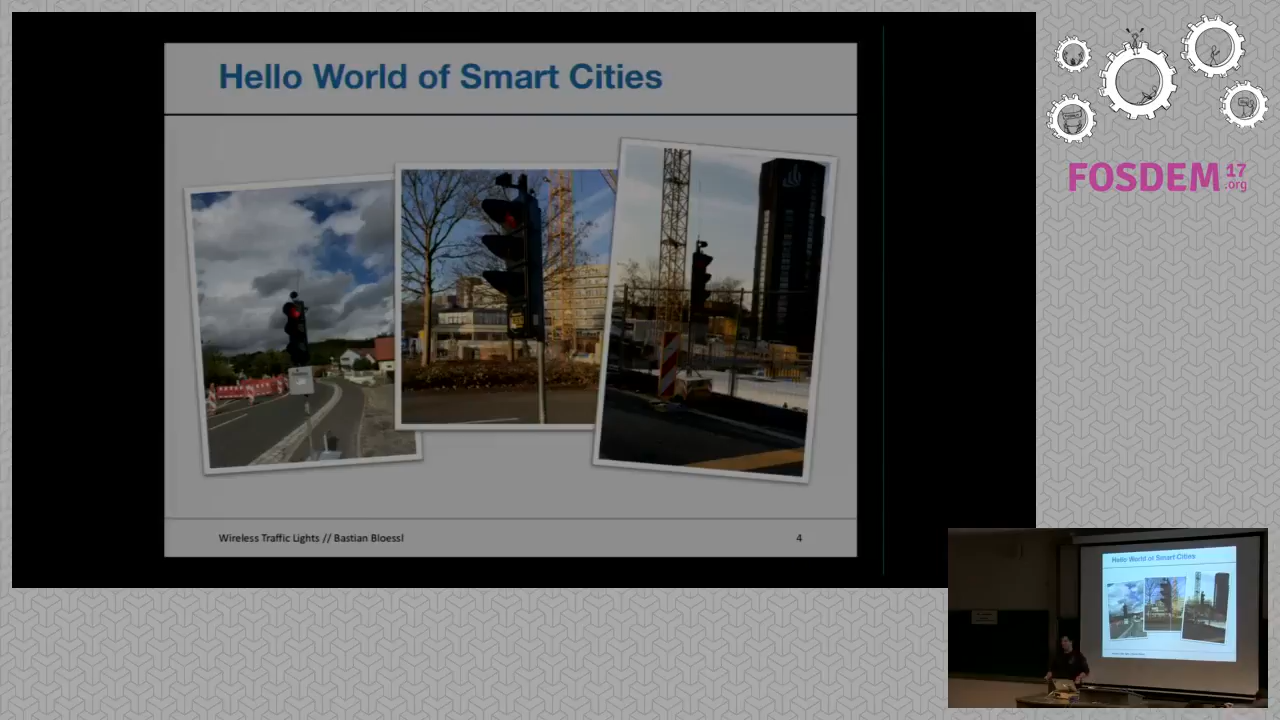 Hello World of Smart Cities
Wireless Traffic Lights // Bastian Bloessl
4
FOSDEM 17
.org
Hello World of Smart Cities